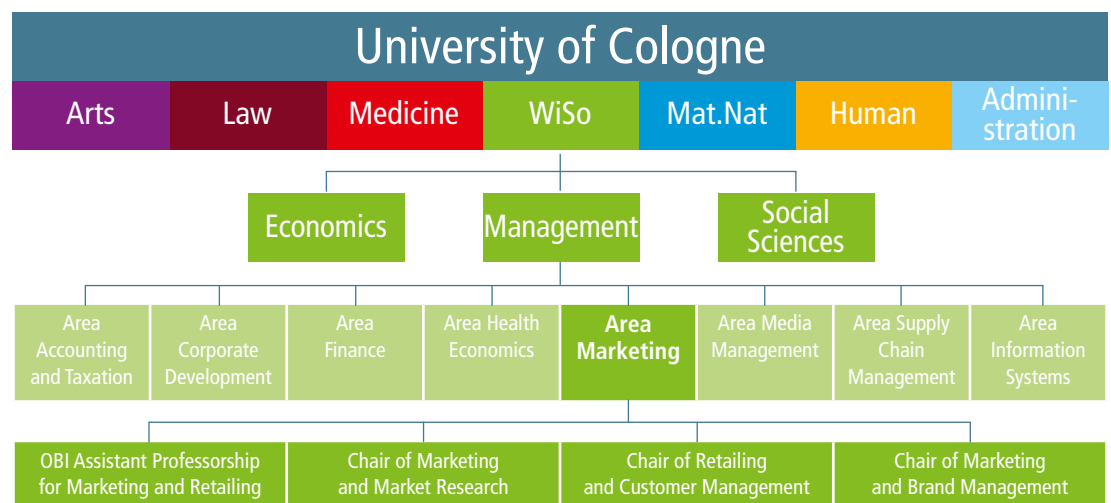 University of Cologne
Arts
Law
Medicine
WiSo
Mat.Nat
Human
Admini-
stration
Economics
Management
Social
Sciences
Area
Accounting
and Taxation
Area
Corporate
Development
Area
Finance
Area Health
Economics
Area
Marketing
Area Media
Management
Area Supply
Chain
Management
Area
Information
Systems
OBI Assistant Professorship
for Marketing and Retailing
Chair of Marketing
and Market Research
Chair of Retailing
and Customer Management
Chair of Marketing
and Brand Management